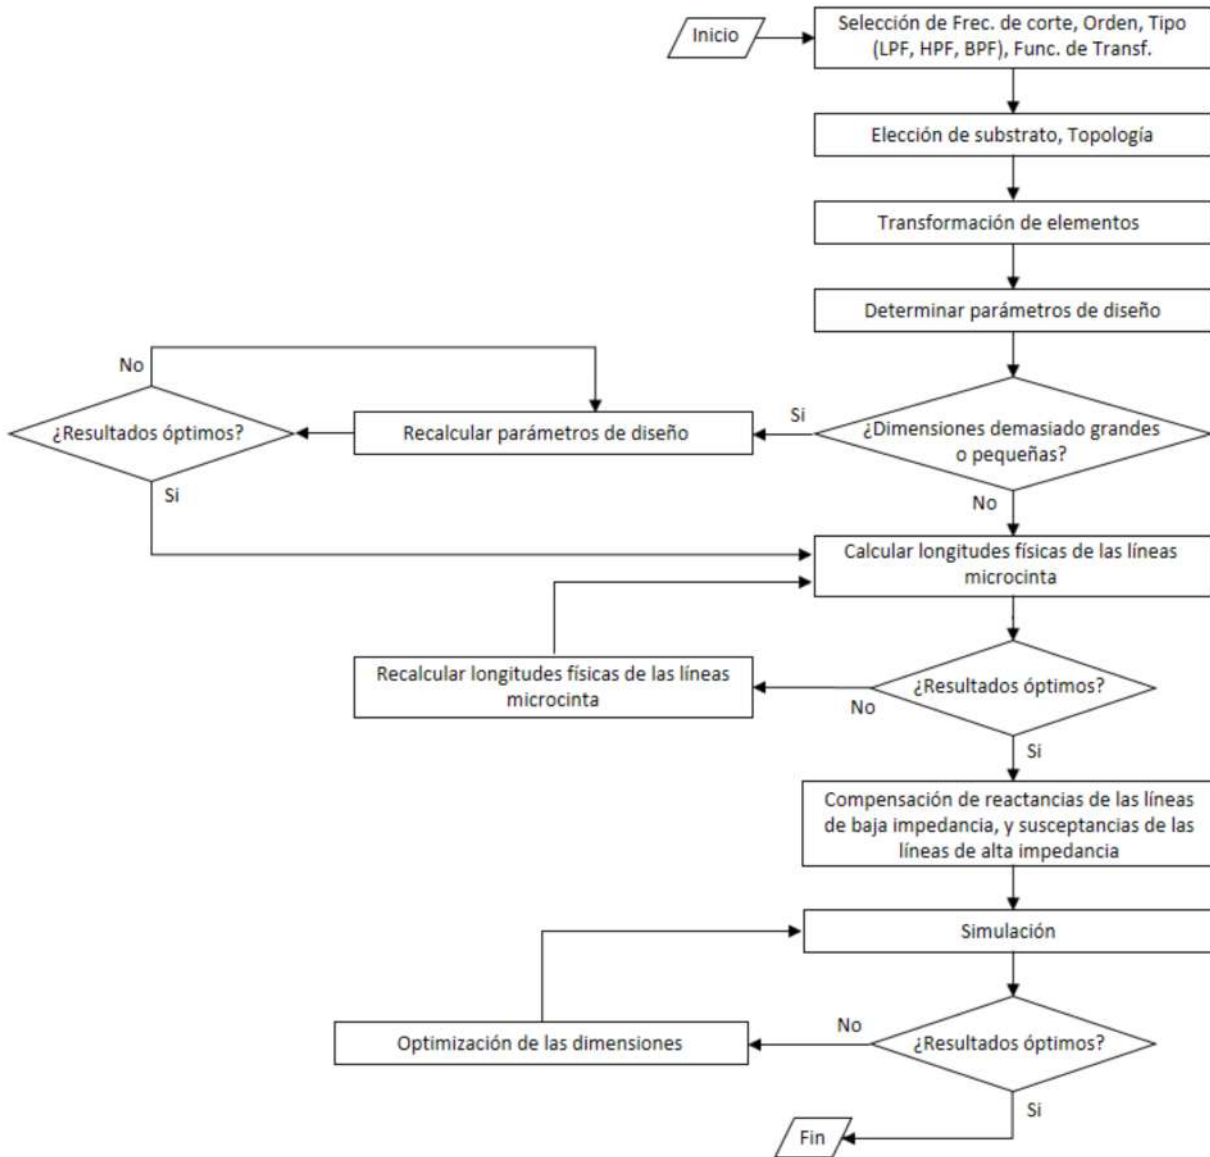 Inicio
Selección de Frec. de corte, Orden, Tipo
(LPF, HPF, BPF), Func. de Transf.
Elección de substrato, Topología
Transformación de elementos
Determinar parámetros de diseño
No
¿Resultados óptimos?
Recalcular parámetros de diseño
Si
¿Dimensiones demasiado grandes
o pequeñas?
Si
No
Calcular longitudes físicas de las líneas
microcinta
Recalcular longitudes físicas de las líneas
microcinta
¿Resultados óptimos?
No
Si
Compensación de reactancias de las líneas
de baja impedancia, y susceptancias de las
líneas de alta impedancia
Simulación
No
Optimización de las dimensiones
¿Resultados óptimos?
Si
Fin